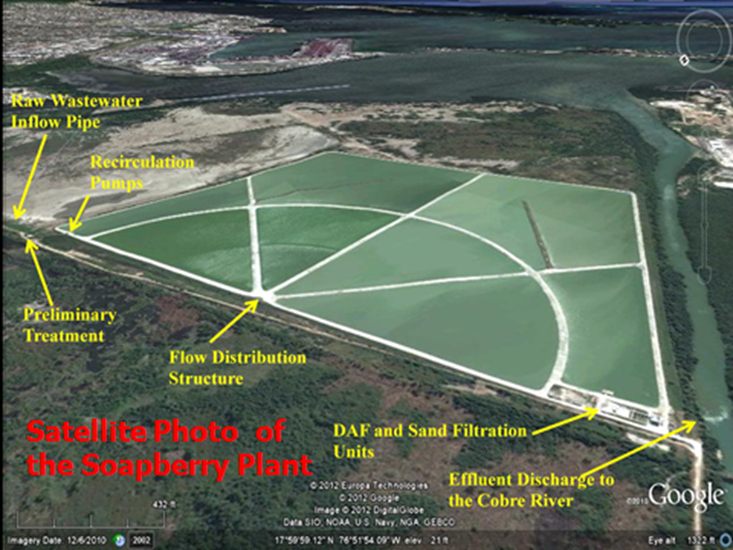 Raw Wastewater
Inflow Pipe
Recirculation
Pumps
Preliminary
Treatment
Flow Distribution
Structure
Satellite Photo of
the Soapberry Plant
DAF and Sand Filtration
Units
Effluent Discharge to
the Cobre River
© 2012 Europa Technologies
© 2012 Google
Image © 2012 DigitalGlobe
Data SIO, NOAA, U.S. Navy, NGA, GEBCO
©2010 Google
432 ft
Imagery Date: 12/6/2010
2002
17°59'59.12" N 76°51'54.09" W elev 21 ft
Eye alt 1322 ft